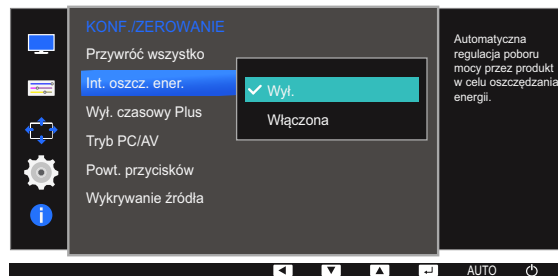 KONF./ZEROWANIE
Przywróć wszystko
Int. oszcz. ener.
Wył. czasowy Plus
Tryb PC/AV
Powt. przycisków
Wykrywanie źródła
Wył.
Włączona
Automatyczna
regulacja poboru
mocy przez produkt
w celu oszczędzania
energii.
AUTO